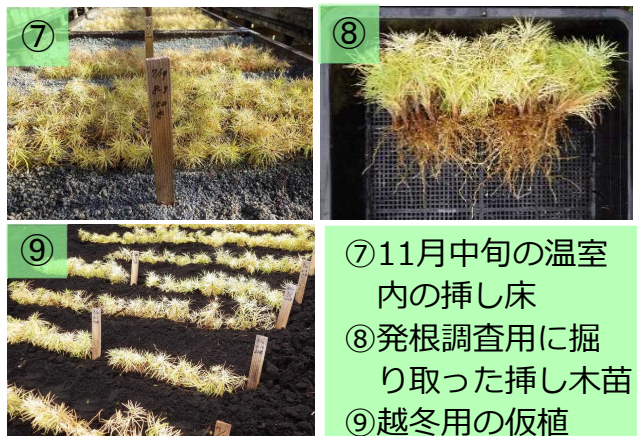 ⑦
⑧
⑨
⑦11月中旬の温室
内の挿し床
⑧発根調査用に掘
り取った挿し木苗
⑨越冬用の仮植